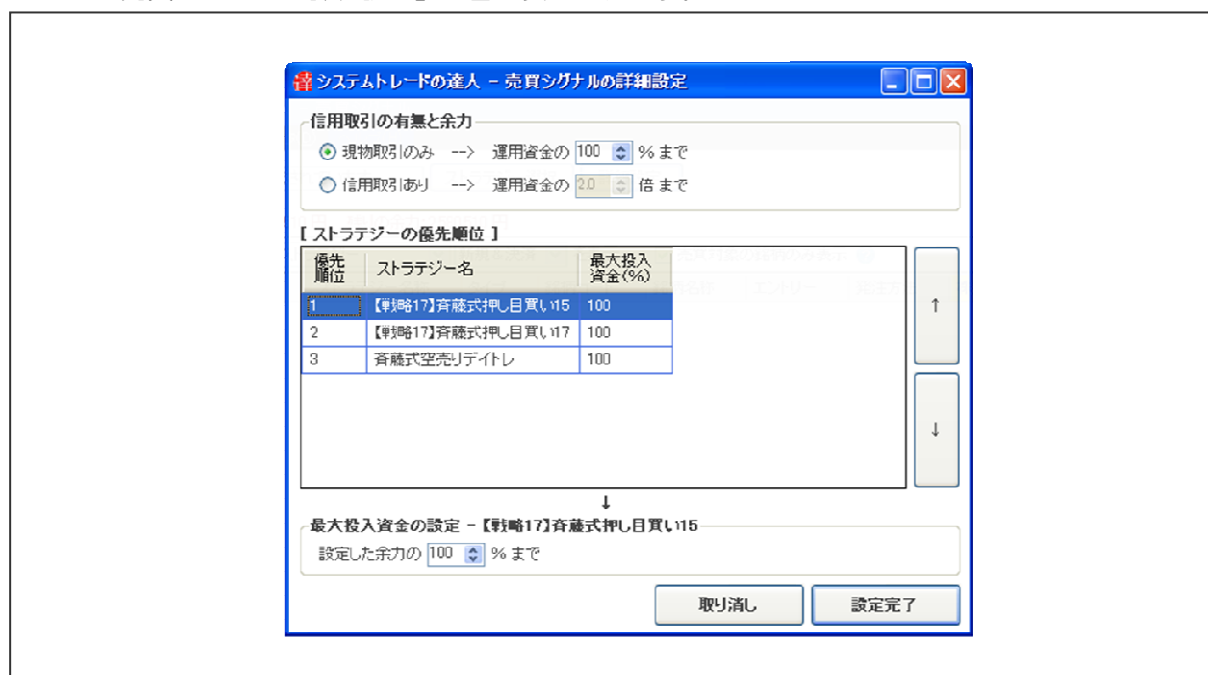 システムトレードの達人 - 売買シグナルの詳細設定
信用取引の有無と余力
現物取引のみ --> 運用資金の 100 % まで
信用取引あり --> 運用資金の 2.0 倍 まで
[ ストラテジーの優先順位 ]
優先順位 ストラテジー名 最大投入資金(%)
1 【戦略17】斉藤式押し目買い15 100
2 【戦略17】斉藤式押し目買い17 100
3 斉藤式空売りデイトレ 100
↑
↓
↓
最大投入資金の設定 - 【戦略17】斉藤式押し目買い15
設定した余力の 100 % まで
取り消し 設定完了